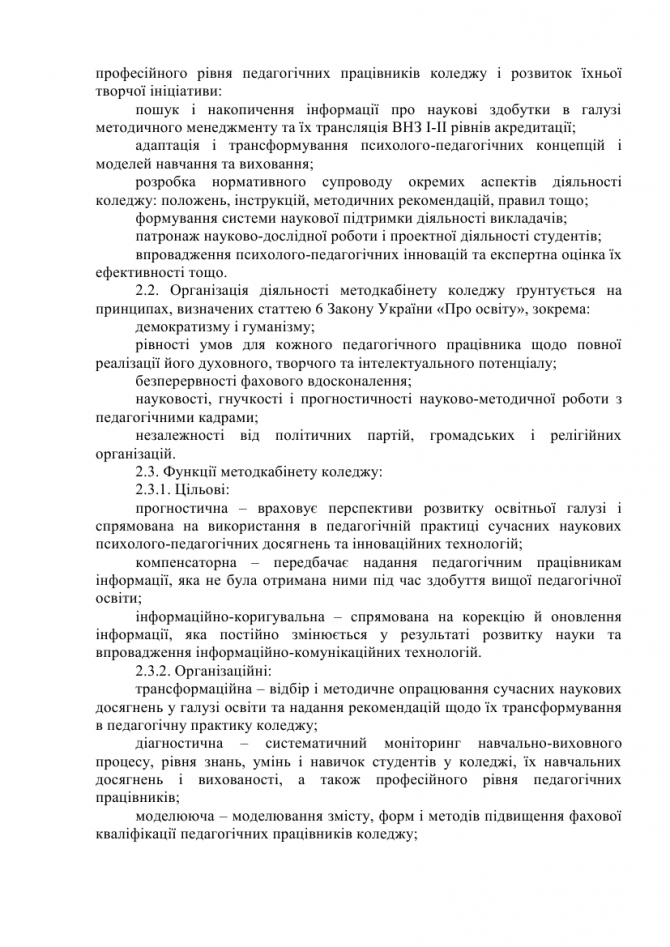 професійного рівня педагогічних працівників коледжу і розвиток їхньої
творчої ініціативи:
пошук і накопичення інформації про наукові здобутки в галузі
методичного менеджменту та їх трансляція ВНЗ І-ІІ рівнів акредитації;
адаптація і трансформування психолого-педагогічних концепцій і
моделей навчання та виховання;
розробка нормативного супроводу окремих аспектів діяльності
коледжу: положень, інструкцій, методичних рекомендацій, правил тощо;
формування системи наукової підтримки діяльності викладачів;
патронаж науково-дослідної роботи і проектної діяльності студентів;
впровадження психолого-педагогічних інновацій та експертна оцінка їх
ефективності тощо.
2.2. Організація діяльності методкабінету коледжу ґрунтується на
принципах, визначених статтею 6 Закону України «Про освіту», зокрема:
демократизму і гуманізму;
рівності умов для кожного педагогічного працівника щодо повної
реалізації його духовного, творчого та інтелектуального потенціалу;
безперервності фахового вдосконалення;
науковості, гнучкості і прогностичності науково-методичної роботи з
педагогічними кадрами;
незалежності від політичних партій, громадських і релігійних
організацій.
2.3. Функції методкабінету коледжу:
2.3.1. Цільові:
прогностична – враховує перспективи розвитку освітньої галузі і
спрямована на використання в педагогічній практиці сучасних наукових
психолого-педагогічних досягнень та інноваційних технологій;
компенсаторна – передбачає надання педагогічним працівникам
інформації, яка не була отримана ними під час здобуття вищої педагогічної
освіти;
інформаційно-коригувальна – спрямована на корекцію й оновлення
інформації, яка постійно змінюється у результаті розвитку науки та
впровадження інформаційно-комунікаційних технологій.
2.3.2. Організаційні:
трансформаційна – відбір і методичне опрацювання сучасних наукових
досягнень у галузі освіти та надання рекомендацій щодо їх трансформування
в педагогічну практику коледжу;
діагностична – систематичний моніторинг навчально-виховного
процесу, рівня знань, умінь і навичок студентів у коледжі, їх навчальних
досягнень і вихованості, а також професійного рівня педагогічних
працівників;
моделююча – моделювання змісту, форм і методів підвищення фахової
кваліфікації педагогічних працівників коледжу;